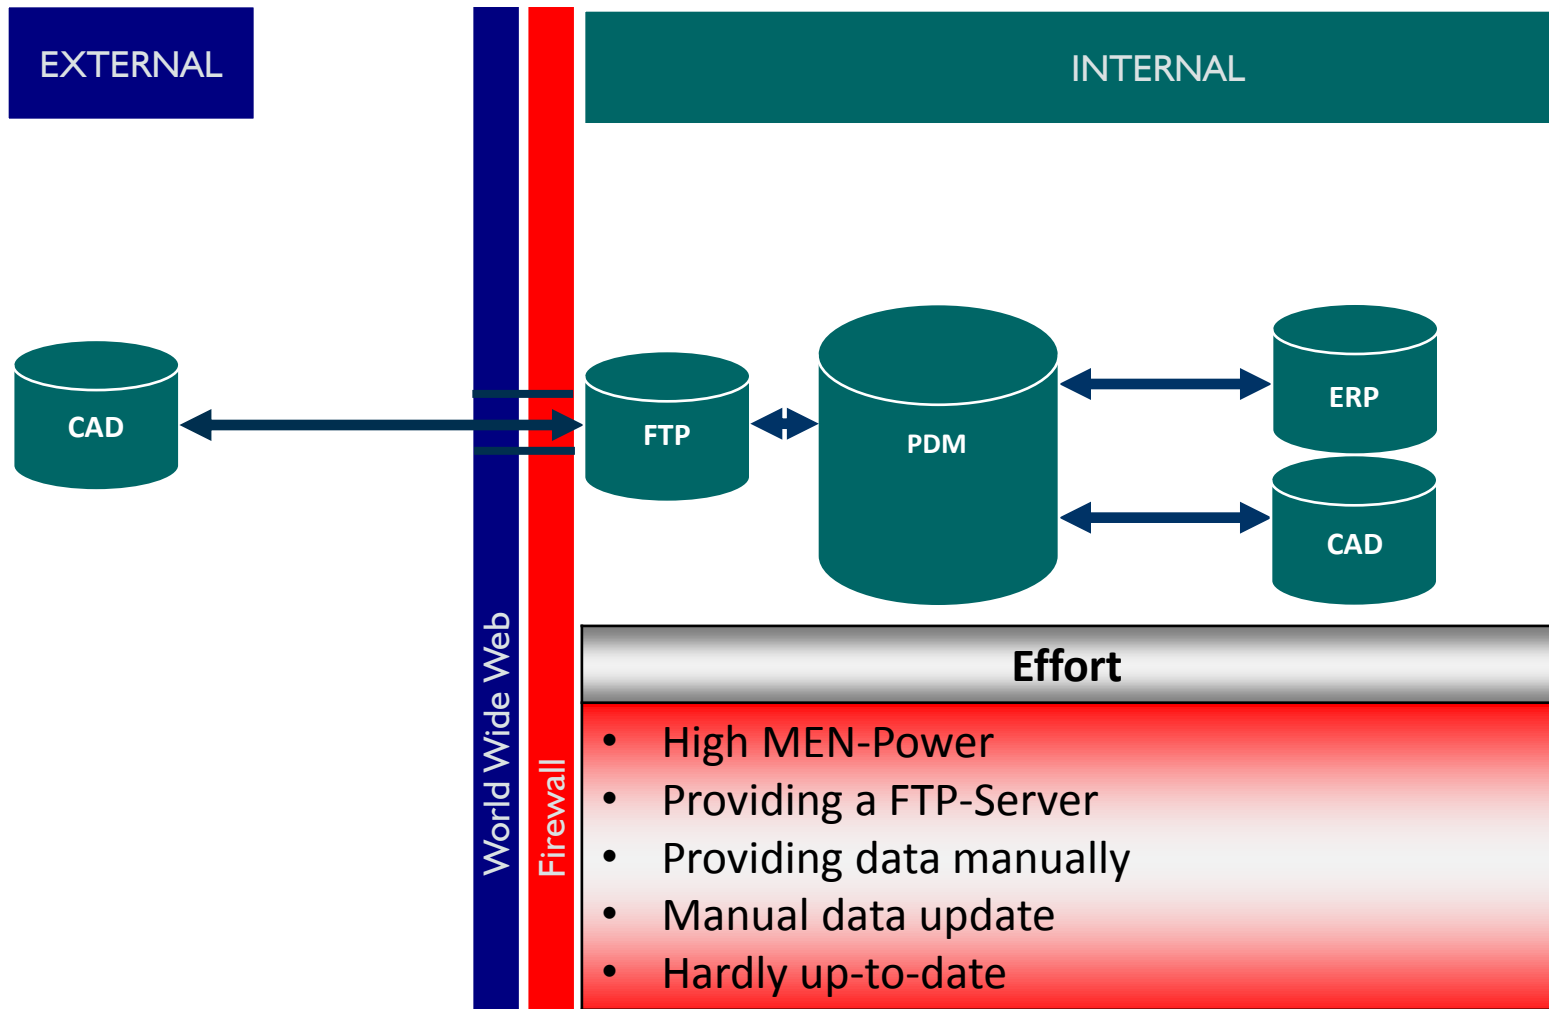 EXTERNAL
INTERNAL
CAD
FTP
PDM
ERP
CAD
World Wide Web
Firewall
Effort
• High MEN-Power
• Providing a FTP-Server
• Providing data manually
• Manual data update
• Hardly up-to-date